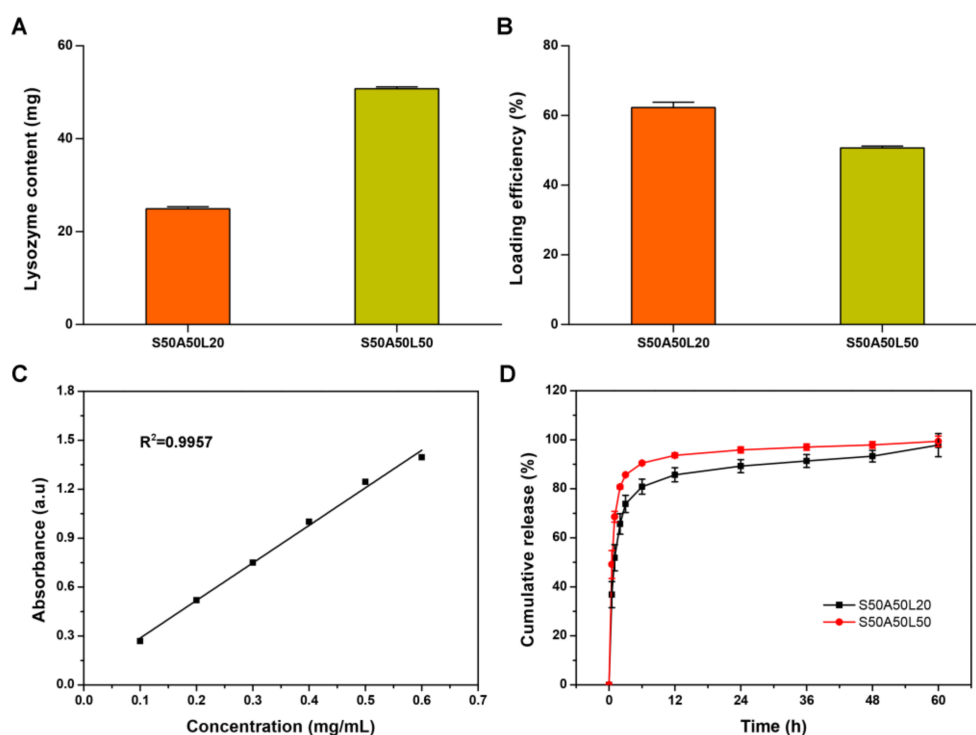 A
60
40
20
0
Lysozyme content (mg)
S50A50L20
S50A50L50
B
80
60
40
20
0
Loading efficiency (%)
S50A50L20
S50A50L50
C
1.8
1.5
1.2
0.9
0.6
0.3
0.0
Absorbance (a.u)
R²=0.9957
0.0 0.1 0.2 0.3 0.4 0.5 0.6 0.7
Concentration (mg/mL)
D
120
100
80
60
40
20
0
Cumulative release (%)
S50A50L20
S50A50L50
0 12 24 36 48 60
Time (h)